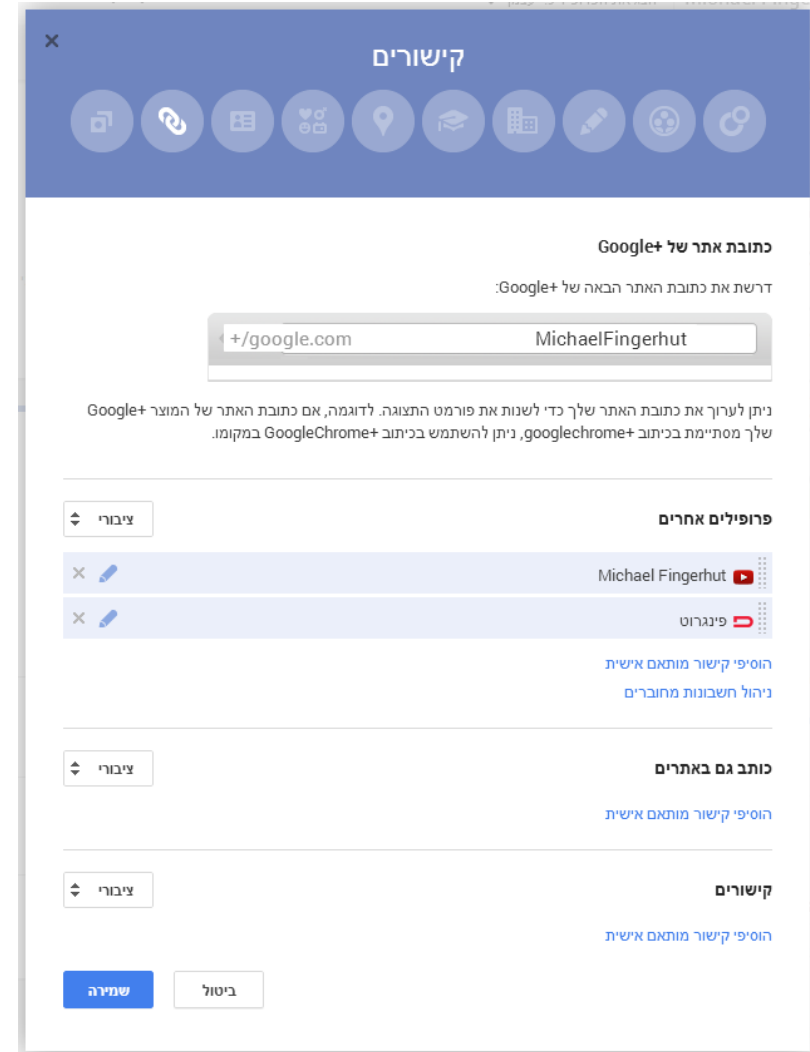 קישורים
כתובת אתר של +Google
דרשת את כתובת האתר הבאה של +Google:
+/google.com MichaelFingerhut
ניתן לערוך את כתובת האתר שלך כדי לשנות את פורמט התצוגה. לדוגמה, אם כתובת האתר של המוצר +Google
שלך מסתיימת בכיתוב +googlechrome, ניתן להשתמש בכיתוב +GoogleChrome במקומו.
פרופילים אחרים ציבורי
Michael Fingerhut
פינגרוט
הוסיפי קישור מותאם אישית
ניהול חשבונות מחוברים
כותב גם באתרים ציבורי
הוסיפי קישור מותאם אישית
קישורים ציבורי
הוסיפי קישור מותאם אישית
ביטול שמירה